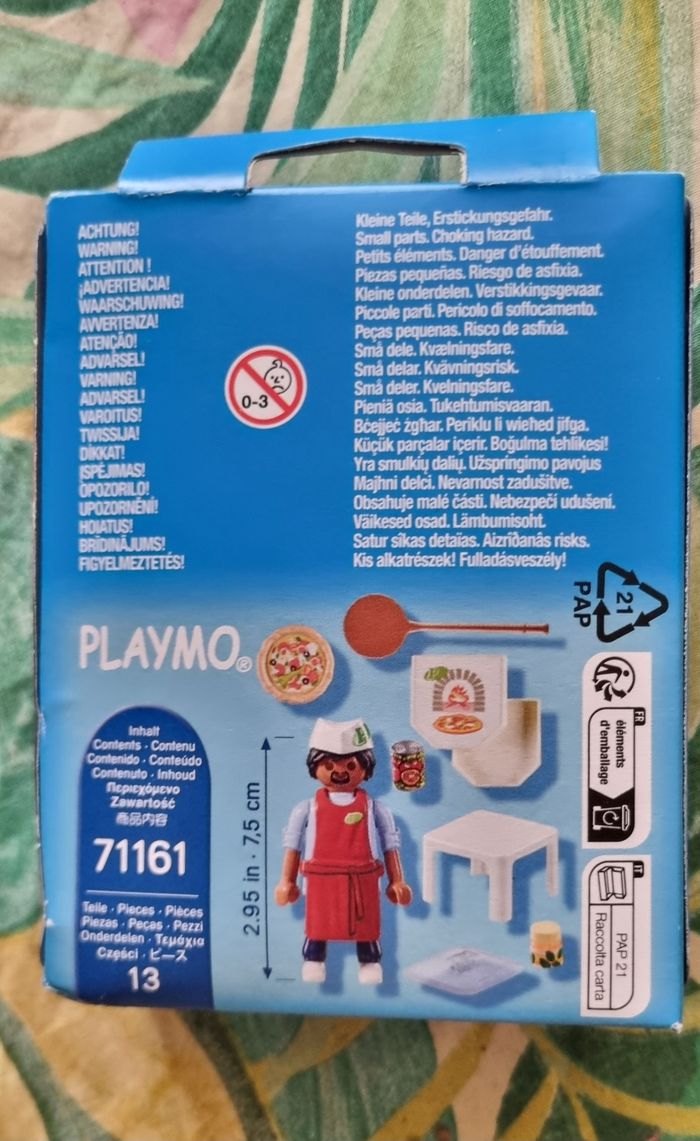 ACHTUNG!
WARNING!
ATTENTION !
¡ADVERTENCIA!
WAARSCHUWING!
AVVERTENZA!
ATENÇÃO!
ADVARSEL!
VARNING!
ADVARSEL!
VAROITUS!
TWISSIJA!
DİKKAT!
ĮSPĖJIMAS!
OPOZORILO!
UPOZORNĚNÍ!
HOIATUS!
BRĪDINĀJUMS!
FIGYELMEZTETÉS!
0-3
Kleine Teile, Erstickungsgefahr.
Small parts. Choking hazard.
Petits éléments. Danger d'étouffement.
Piezas pequeñas. Riesgo de asfixia.
Kleine onderdelen. Verstikkingsgevaar.
Piccole parti. Pericolo di soffocamento.
Peças pequenas. Risco de asfixia.
Små dele. Kvælningsfare.
Små delar. Kvävningsrisk.
Små deler. Kvelningsfare.
Pieniä osia. Tukehtumisvaaran.
Bċejjeċ żgħar. Periklu li wieħed jifga.
Küçük parçalar içerir. Boğulma tehlikesi!
Yra smulkių dalių. Užspringimo pavojus
Majhni delci. Nevarnost zadušitve.
Obsahuje malé části. Nebezpečí udušení.
Väikesed osad. Lämbumisoht.
Satur sīkas detaļas. Aizrīšanās risks.
Kis alkatrészek! Fulladásveszély!
21
PAP
PLAYMO®
Inhalt
Contents · Contenu
Contenido · Conteúdo
Contenuto · Inhoud
Περιεχόμενο
Zawartość
商品内容
71161
Teile · Pieces · Pièces
Piezas · Peças · Pezzi
Onderdelen · Τεμάχια
Części · ピース
13
2.95 in · 7,5 cm
FR
éléments
d'emballage
IT
PAP 21
Raccolta carta